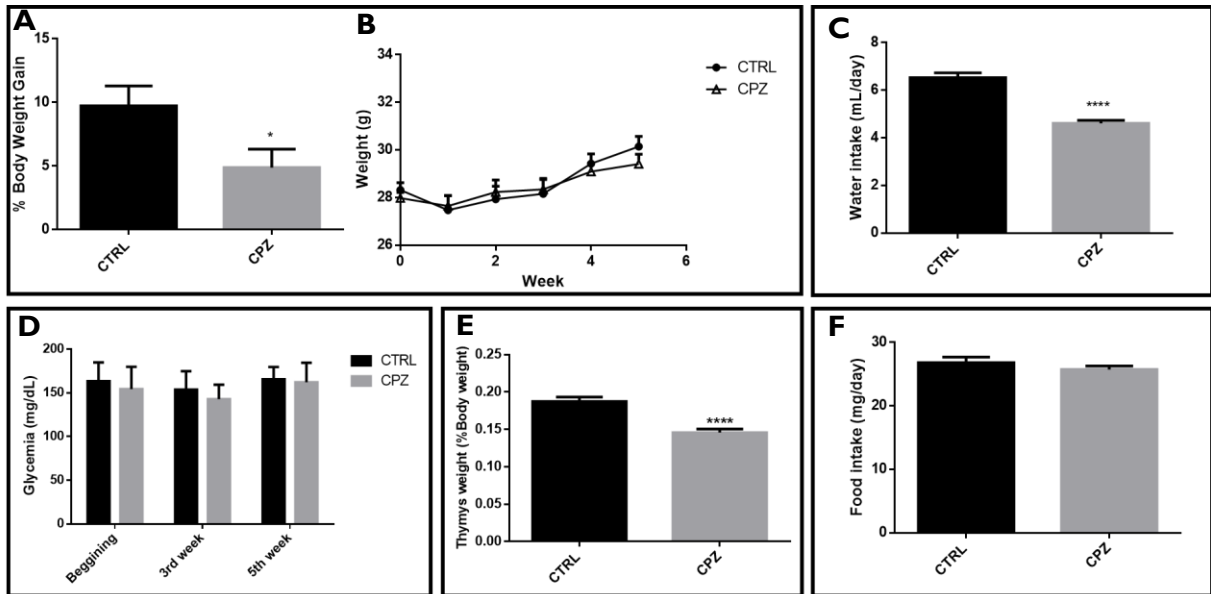 A
% Body Weight Gain
15
10
5
0
*
CTRL
CPZ
B
Weight (g)
34
32
30
28
26
0
2
4
6
Week
CTRL
CPZ
C
Water intake (mL/day)
8
6
4
2
0
****
CTRL
CPZ
D
Glycemia (mg/dL)
200
150
100
50
0
Beggining
3rd week
5th week
CTRL
CPZ
E
Thymys weight (%Body weight)
0.25
0.20
0.15
0.10
0.05
0.00
****
CTRL
CPZ
F
Food intake (mg/day)
30
20
10
0
CTRL
CPZ